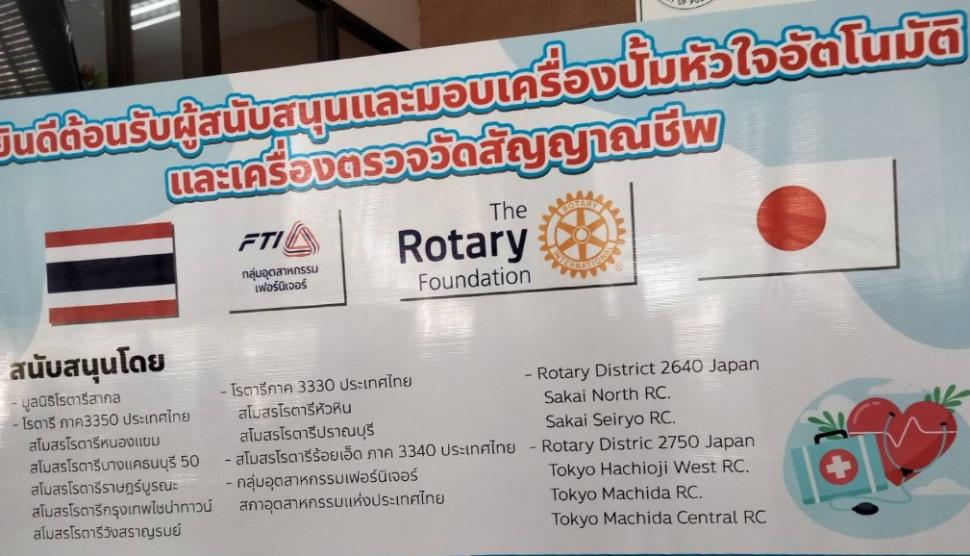 ยินดีต้อนรับผู้สนับสนุนและมอบเครื่องปั้มหัวใจอัตโนมัติ
และเครื่องตรวจวัดสัญญาณชีพ
FTI
กลุ่มอุตสาหกรรม
เฟอร์นิเจอร์
The
Rotary
Foundation
ROTARY
INTERNATIONAL
สนับสนุนโดย
- มูลนิธิโรตารีสากล
- โรตารี ภาค3350 ประเทศไทย
สโมสรโรตารีหนองแขม
สโมสรโรตารีบางแคธนบุรี 50
สโมสรโรตารีราษฎร์บูรณะ
สโมสรโรตารีกรุงเทพไชน่าทาวน์
สโมสรโรตารีวังสราญรมย์
- โรตารีภาค 3330 ประเทศไทย
สโมสรโรตารีหัวหิน
สโมสรโรตารีปราณบุรี
- สโมสรโรตารีร้อยเอ็ด ภาค 3340 ประเทศไทย
- กลุ่มอุตสาหกรรมเฟอร์นิเจอร์
สภาอุตสาหกรรมแห่งประเทศไทย
- Rotary District 2640 Japan
Sakai North RC.
Sakai Seiryo RC.
- Rotary Distric 2750 Japan
Tokyo Hachioji West RC.
Tokyo Machida RC.
Tokyo Machida Central RC